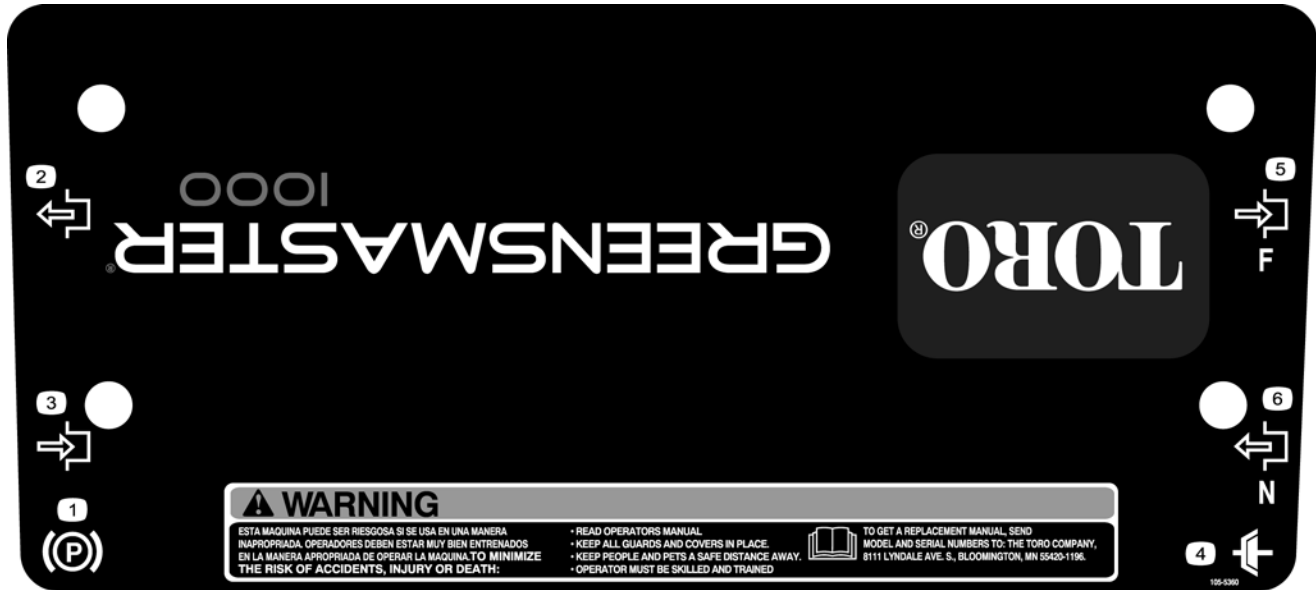 2
5
1000
GREENSMASTER®
TORO®
F
3
6
N
1
(P)
4
WARNING
ESTA MAQUINA PUEDE SER RIESGOSA SI SE USA EN UNA MANERA
INAPROPRIADA. OPERADORES DEBEN ESTAR MUY BIEN ENTRENADOS
EN LA MANERA APROPRIADA DE OPERAR LA MAQUINA.TO MINIMIZE
THE RISK OF ACCIDENTS, INJURY OR DEATH:
• READ OPERATORS MANUAL
• KEEP ALL GUARDS AND COVERS IN PLACE.
• KEEP PEOPLE AND PETS A SAFE DISTANCE AWAY.
• OPERATOR MUST BE SKILLED AND TRAINED
TO GET A REPLACEMENT MANUAL, SEND
MODEL AND SERIAL NUMBERS TO: THE TORO COMPANY,
8111 LYNDALE AVE. S., BLOOMINGTON, MN 55420-1196.
105-5360